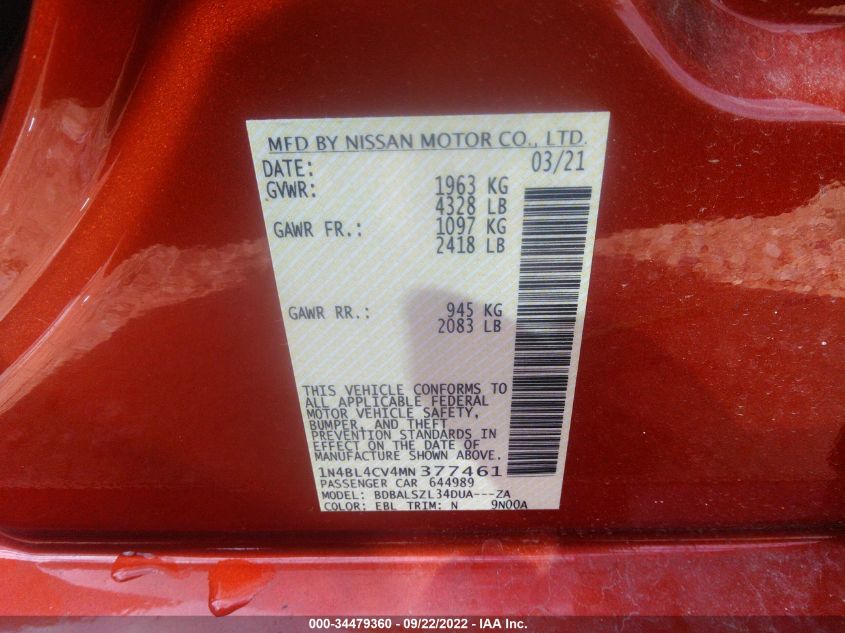 MFD BY NISSAN MOTOR CO., LTD.
DATE: 03/21
GVWR: 1963 KG
4328 LB
GAWR FR.: 1097 KG
2418 LB
GAWR RR.: 945 KG
2083 LB
THIS VEHICLE CONFORMS TO
ALL APPLICABLE FEDERAL
MOTOR VEHICLE SAFETY,
BUMPER, AND THEFT
PREVENTION STANDARDS IN
EFFECT ON THE DATE OF
MANUFACTURE SHOWN ABOVE.
1N4BL4CV4MN377461
PASSENGER CAR 644989
MODEL: BDBALSZL34DUA---ZA
COLOR: EBL TRIM: N 9N00A
000-34479360 - 09/22/2022 - IAA Inc.